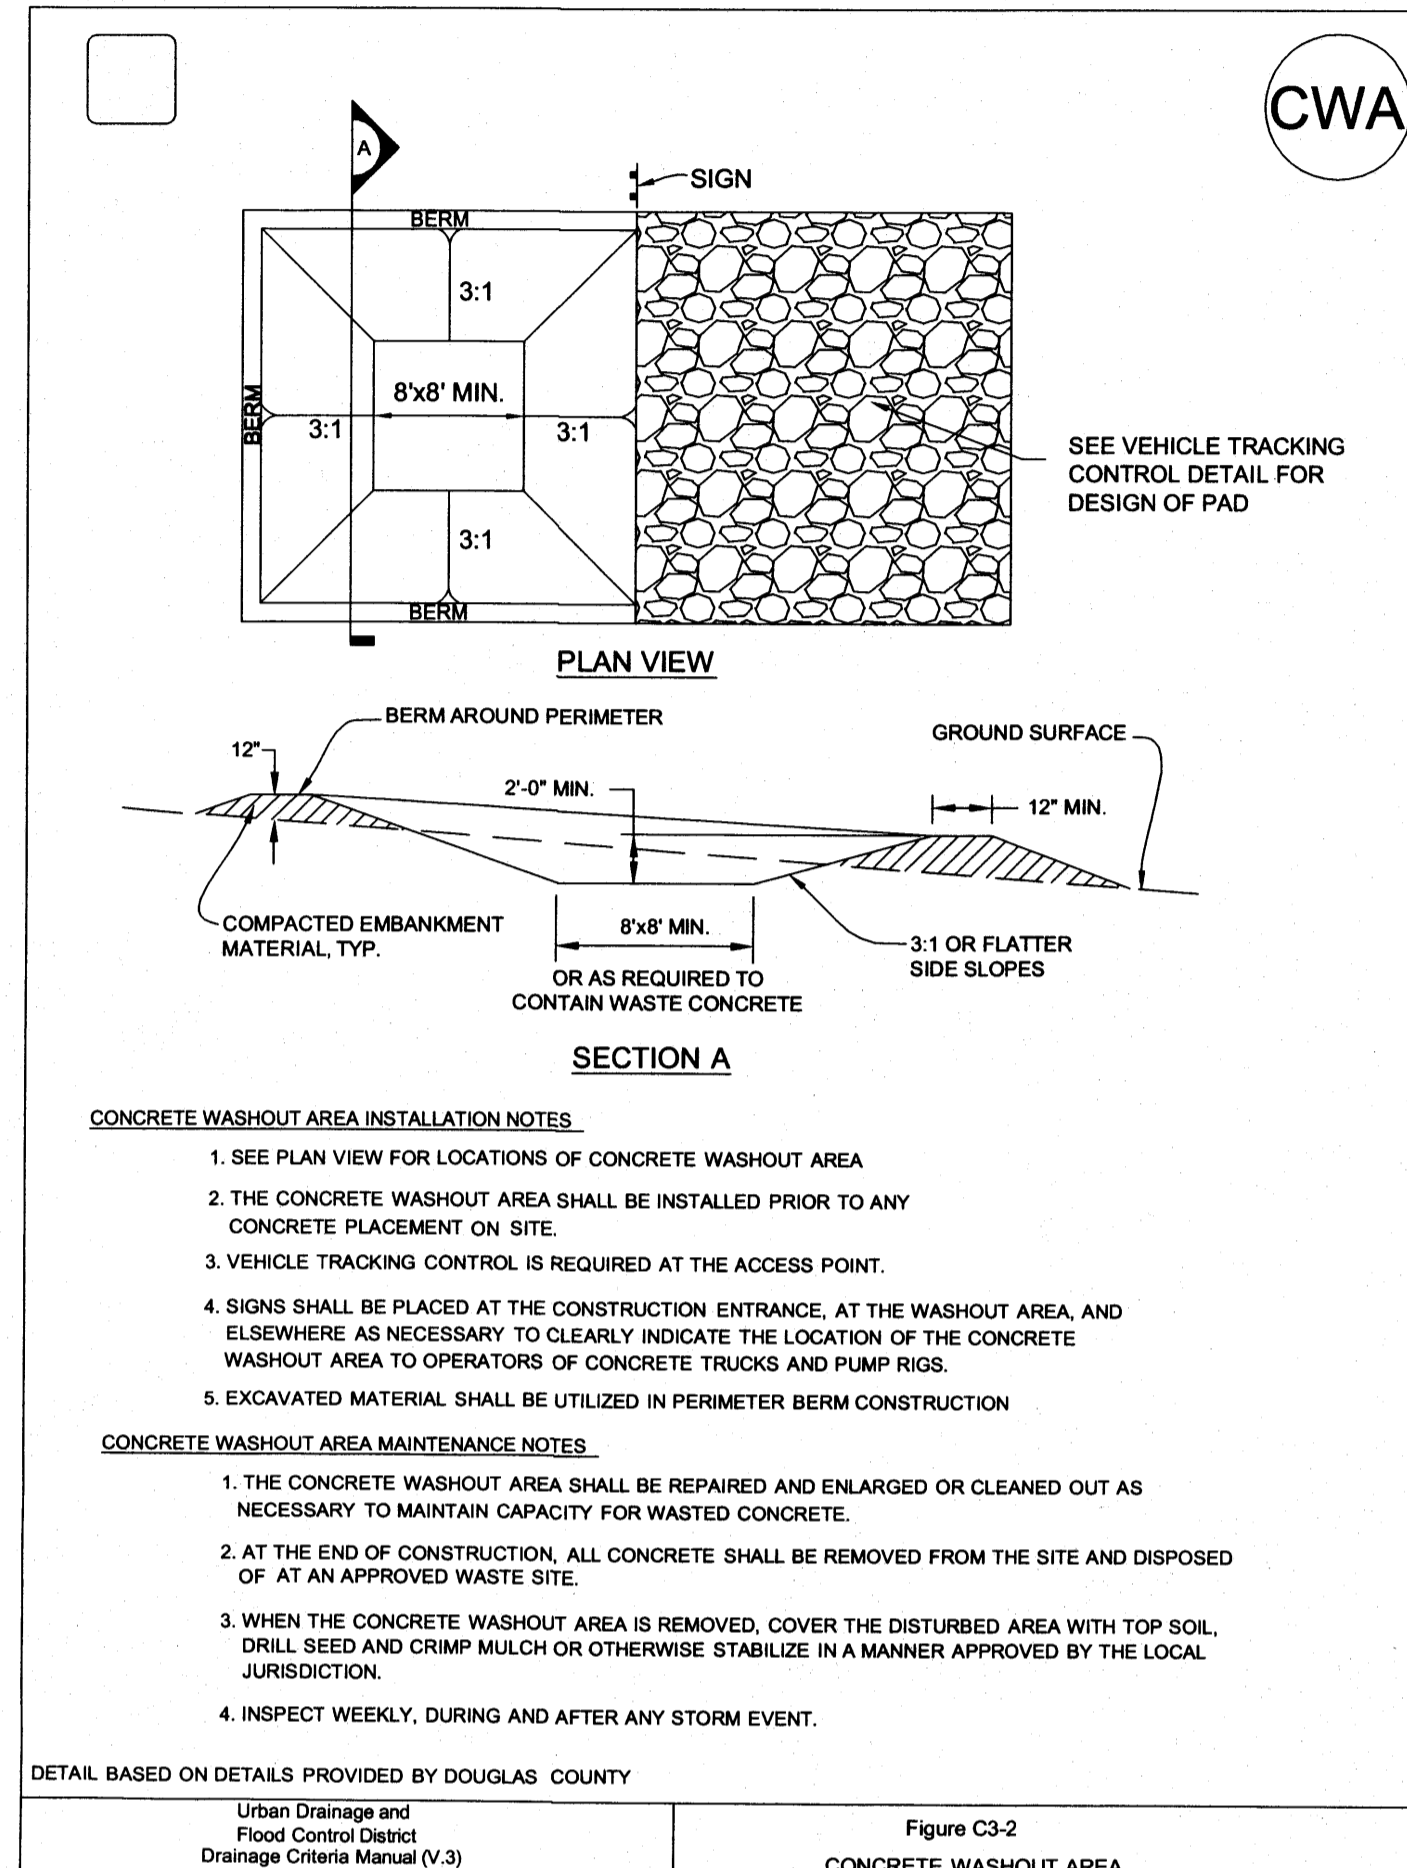 CWA
A
SIGN
BERM
3:1
8'x8' MIN.
BERM
3:1
3:1
SEE VEHICLE TRACKING
CONTROL DETAIL FOR
DESIGN OF PAD
3:1
BERM
PLAN VIEW
BERM AROUND PERIMETER
GROUND SURFACE
12"
2'-0" MIN.
12" MIN.
COMPACTED EMBANKMENT
MATERIAL, TYP.
8'x8' MIN.
OR AS REQUIRED TO
CONTAIN WASTE CONCRETE
3:1 OR FLATTER
SIDE SLOPES
SECTION A
CONCRETE WASHOUT AREA INSTALLATION NOTES
1. SEE PLAN VIEW FOR LOCATIONS OF CONCRETE WASHOUT AREA
2. THE CONCRETE WASHOUT AREA SHALL BE INSTALLED PRIOR TO ANY
CONCRETE PLACEMENT ON SITE.
3. VEHICLE TRACKING CONTROL IS REQUIRED AT THE ACCESS POINT.
4. SIGNS SHALL BE PLACED AT THE CONSTRUCTION ENTRANCE, AT THE WASHOUT AREA, AND
ELSEWHERE AS NECESSARY TO CLEARLY INDICATE THE LOCATION OF THE CONCRETE
WASHOUT AREA TO OPERATORS OF CONCRETE TRUCKS AND PUMP RIGS.
5. EXCAVATED MATERIAL SHALL BE UTILIZED IN PERIMETER BERM CONSTRUCTION
CONCRETE WASHOUT AREA MAINTENANCE NOTES
1. THE CONCRETE WASHOUT AREA SHALL BE REPAIRED AND ENLARGED OR CLEANED OUT AS
NECESSARY TO MAINTAIN CAPACITY FOR WASTED CONCRETE.
2. AT THE END OF CONSTRUCTION, ALL CONCRETE SHALL BE REMOVED FROM THE SITE AND DISPOSED
OF AT AN APPROVED WASTE SITE.
3. WHEN THE CONCRETE WASHOUT AREA IS REMOVED, COVER THE DISTURBED AREA WITH TOP SOIL,
DRILL SEED AND CRIMP MULCH OR OTHERWISE STABILIZE IN A MANNER APPROVED BY THE LOCAL
JURISDICTION.
4. INSPECT WEEKLY, DURING AND AFTER ANY STORM EVENT.
DETAIL BASED ON DETAILS PROVIDED BY DOUGLAS COUNTY
Urban Drainage and
Flood Control District
Drainage Criteria Manual (V.3)
Figure C3-2
CONCRETE WASHOUT AREA